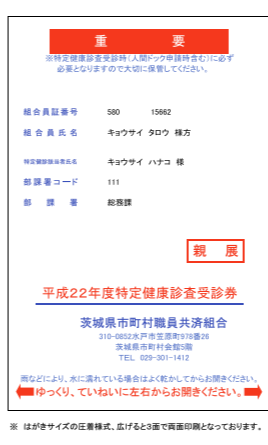 重 要
※特定健康診査受診時(人間ドック申請時含む)に必ず
必要となりますので大切に保管してください。
組合員証番号 580 15662
組合員氏名 キョウサイ タロウ 様方
特定健康診査該当者氏名 キョウサイ ハナコ 様
部課署コード 111
部課署 総務課
親 展
平成22年度特定健康診査受診券
茨城県市町村職員共済組合
310-0852水戸市笠原町978番26
茨城県市町村会館5階
TEL 029-301-1412
雨などにより、水に濡れている場合はよく乾かしてからお開きください。
ゆっくり、ていねいに左右からお開きください。
※ はがきサイズの圧着様式、広げると3面で両面印刷となっております。